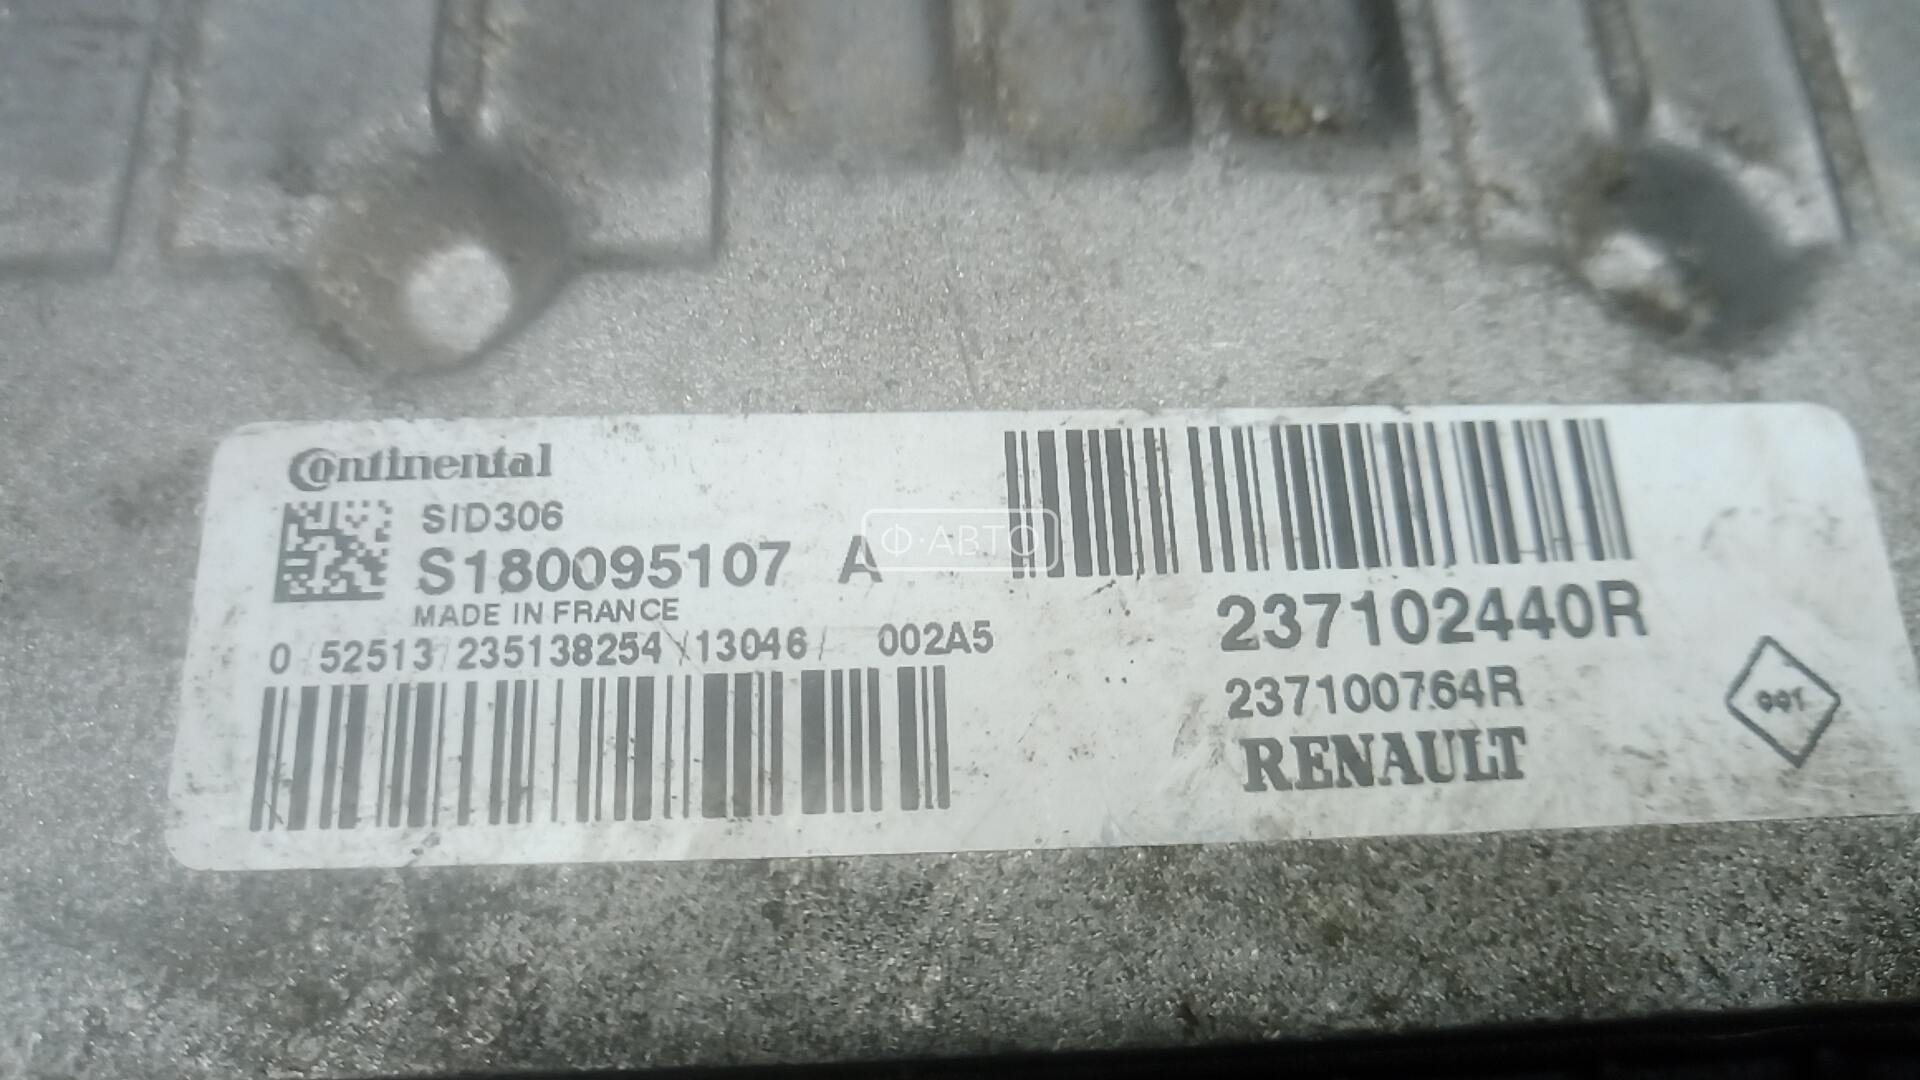 Continental
SID306
S180095107 A
MADE IN FRANCE
0 52513 235138254 13046 002A5
Ф·АВТО
237102440R
237100764R
RENAULT